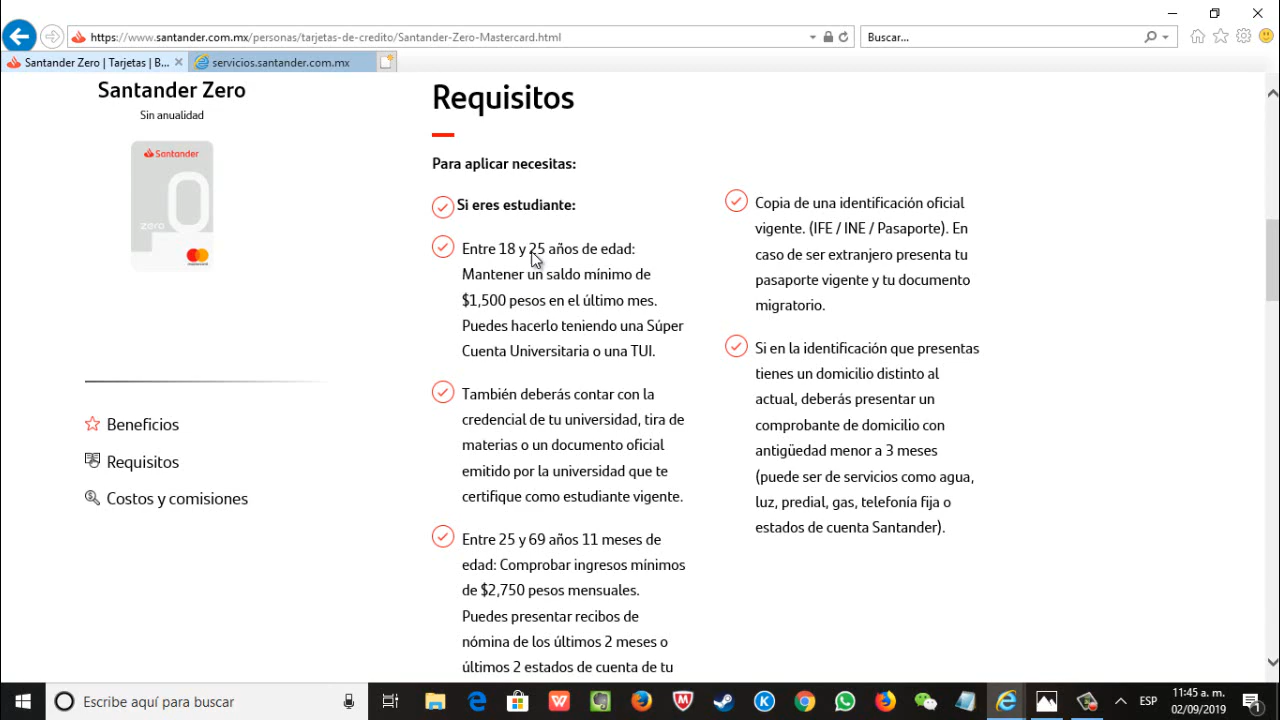 https://www.santander.com.mx/personas/tarjetas-de-credito/Santander-Zero-Mastercard.html
Buscar...
Santander Zero | Tarjetas | B...
servicios.santander.com.mx
Santander Zero
Sin anualidad
Santander
0
zero
mastercard
Beneficios
Requisitos
Costos y comisiones
Requisitos
Para aplicar necesitas:
Si eres estudiante:
Entre 18 y 25 años de edad:
Mantener un saldo mínimo de
$1,500 pesos en el último mes.
Puedes hacerlo teniendo una Súper
Cuenta Universitaria o una TUI.
También deberás contar con la
credencial de tu universidad, tira de
materias o un documento oficial
emitido por la universidad que te
certifique como estudiante vigente.
Entre 25 y 69 años 11 meses de
edad: Comprobar ingresos mínimos
de $2,750 pesos mensuales.
Puedes presentar recibos de
nómina de los últimos 2 meses o
últimos 2 estados de cuenta de tu
Copia de una identificación oficial
vigente. (IFE / INE / Pasaporte). En
caso de ser extranjero presenta tu
pasaporte vigente y tu documento
migratorio.
Si en la identificación que presentas
tienes un domicilio distinto al
actual, deberás presentar un
comprobante de domicilio con
antigüedad menor a 3 meses
(puede ser de servicios como agua,
luz, predial, gas, telefonía fija o
estados de cuenta Santander).
Escribe aquí para buscar
ESP
11:45 a. m.
02/09/2019
1